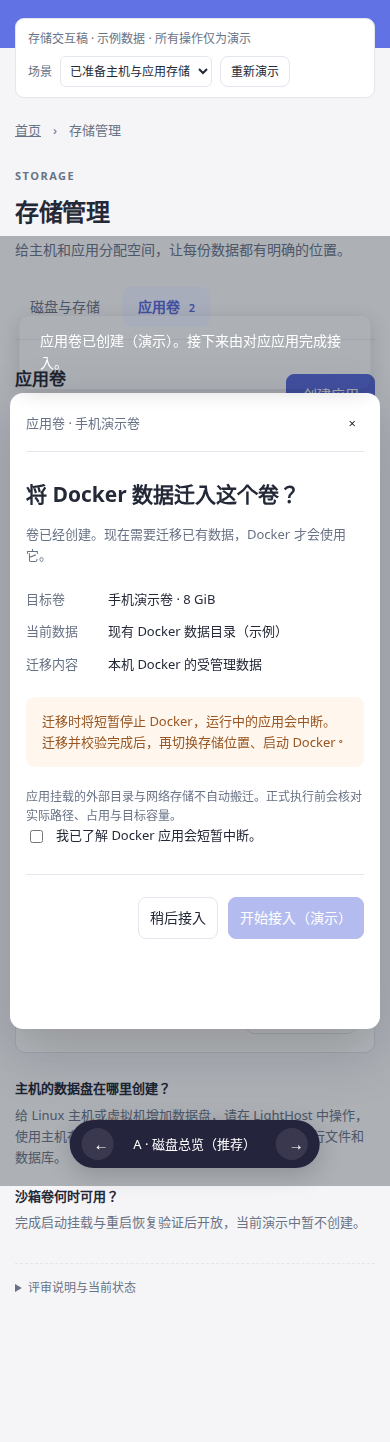 存储交互稿 · 示例数据 · 所有操作仅为演示
场景 已准备主机与应用存储 重新演示
首页 › 存储管理
STORAGE
存储管理
给主机和应用分配空间，让每份数据都有明确的位置。
磁盘与存储 应用卷 2
应用卷已创建（演示）。接下来由对应应用完成接
入。
应用卷
创建应用
应用卷 · 手机演示卷 ×
将 Docker 数据迁入这个卷？
卷已经创建。现在需要迁移已有数据，Docker 才会使用
它。
目标卷 手机演示卷 · 8 GiB
当前数据 现有 Docker 数据目录（示例）
迁移内容 本机 Docker 的受管理数据
迁移时将短暂停止 Docker，运行中的应用会中断。
迁移并校验完成后，再切换存储位置、启动 Docker。
应用挂载的外部目录与网络存储不自动搬迁。正式执行前会核对
实际路径、占用与目标容量。
我已了解 Docker 应用会短暂中断。
稍后接入 开始接入（演示）
主机的数据盘在哪里创建？
给 Linux 主机或虚拟机增加数据盘，请在 LightHost 中操作，
使用主机 行文件和
数据库。
← A · 磁盘总览（推荐） →
沙箱卷何时可用？
完成启动挂载与重启恢复验证后开放，当前演示中暂不创建。
▶ 评审说明与当前状态